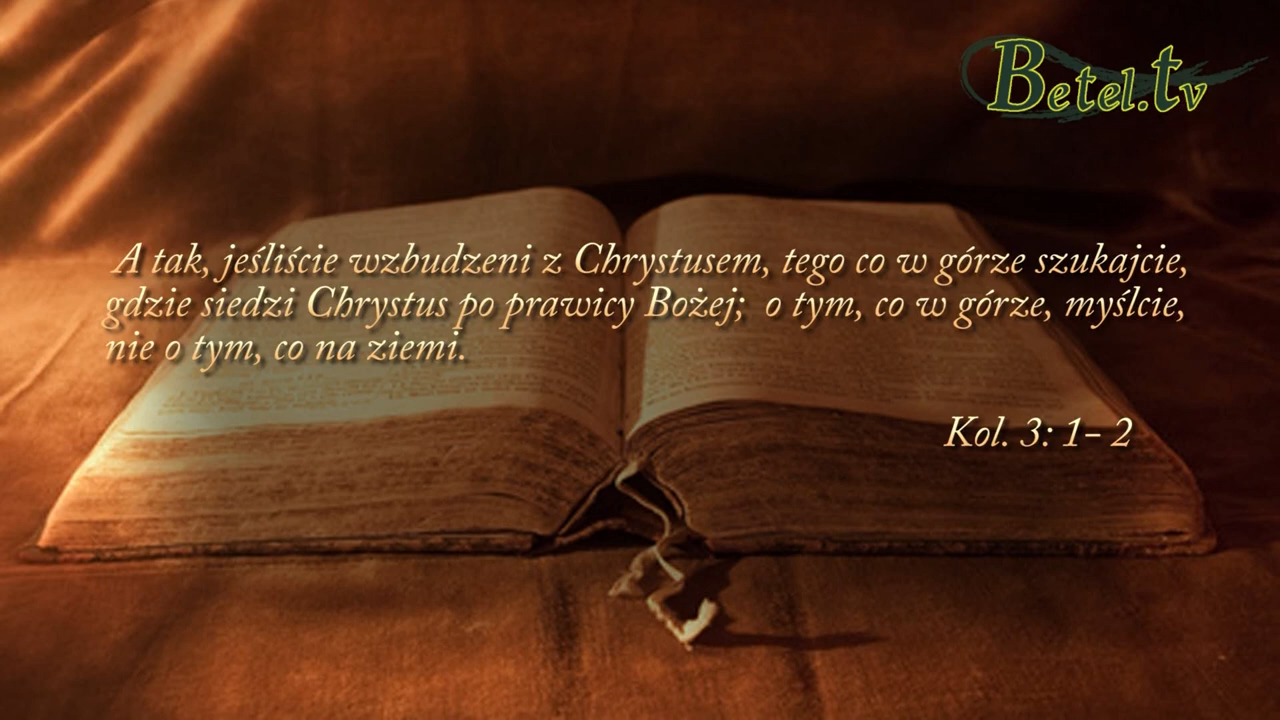 Betel.tv
A tak, jeśliście wzbudzeni z Chrystusem, tego co w górze szukajcie,
gdzie siedzi Chrystus po prawicy Bożej;  o tym, co w górze, myślcie,
nie o tym, co na ziemi.
Kol. 3: 1- 2